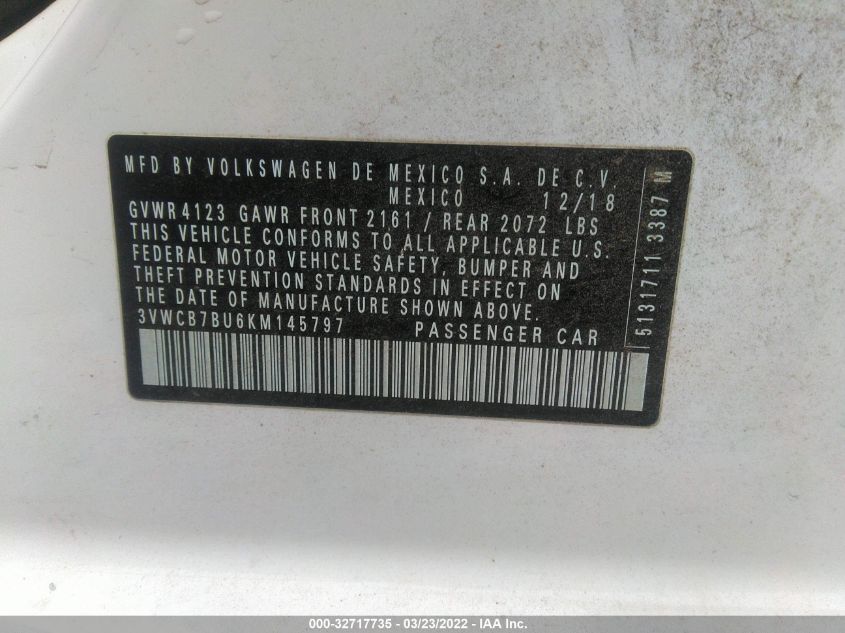 MFD BY VOLKSWAGEN DE MEXICO S.A. DE C.V.
MEXICO 12/18
GVWR 4123 GAWR FRONT 2161 / REAR 2072 LBS
THIS VEHICLE CONFORMS TO ALL APPLICABLE U.S.
FEDERAL MOTOR VEHICLE SAFETY, BUMPER AND
THEFT PREVENTION STANDARDS IN EFFECT ON
THE DATE OF MANUFACTURE SHOWN ABOVE.
3VWCB7BU6KM145797 PASSENGER CAR
5131711 3387 M
000-32717735 - 03/23/2022 - IAA Inc.